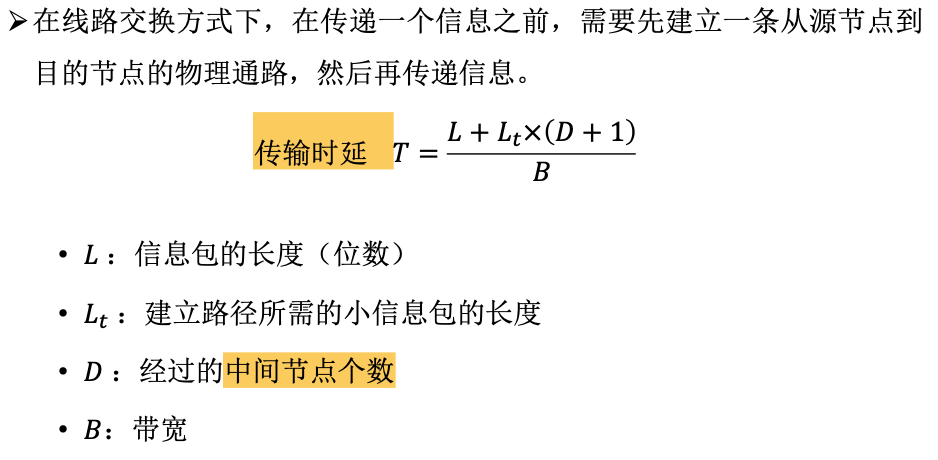 ➢在线路交换方式下，在传递一个信息之前，需要先建立一条从源节点到
目的节点的物理通路，然后再传递信息。
传输时延 T = (L + L_t×(D + 1)) / B
• L：信息包的长度（位数）
• L_t：建立路径所需的小信息包的长度
• D：经过的中间节点个数
• B：带宽